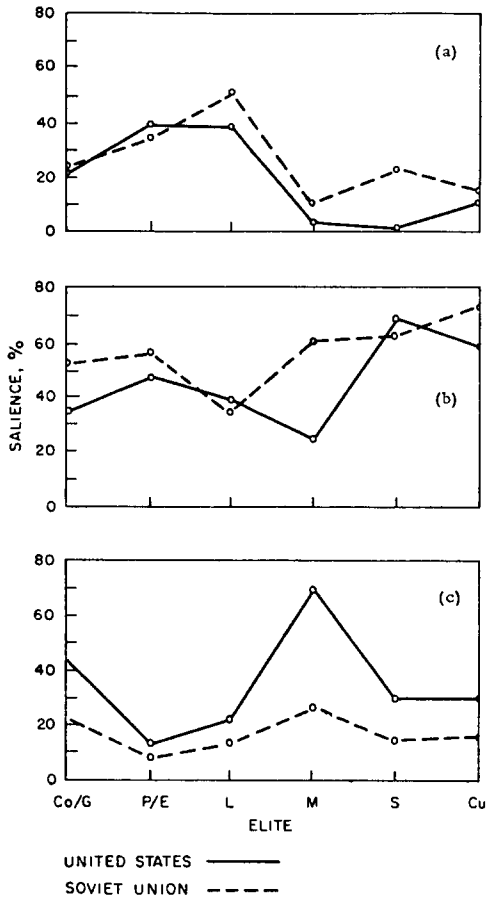 80
(a)
60
40
20
0
80
60
(b)
40
20
0
SALIENCE, %
80
(c)
60
40
20
0
Co/G P/E L M S Cu
ELITE
UNITED STATES
SOVIET UNION